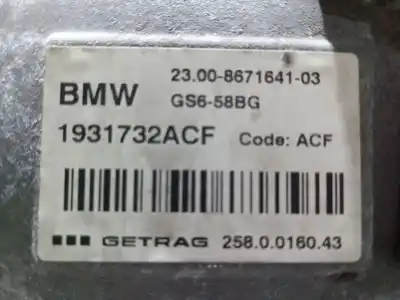 23.00-8671641-03
BMW GS6-58BG
1931732ACF Code: ACF
GETRAG 258.0.0160.43